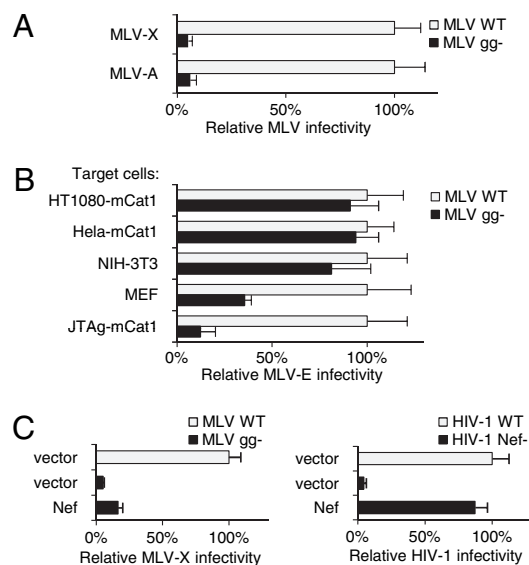 A
MLV WT
MLV gg-
MLV-X
MLV-A
0% 50% 100%
Relative MLV infectivity
B
Target cells:
MLV WT
MLV gg-
HT1080-mCat1
Hela-mCat1
NIH-3T3
MEF
JTAg-mCat1
0% 50% 100%
Relative MLV-E infectivity
C
MLV WT
MLV gg-
vector
vector
Nef
0% 50% 100%
Relative MLV-X infectivity
HIV-1 WT
HIV-1 Nef-
vector
vector
Nef
0% 50% 100%
Relative HIV-1 infectivity